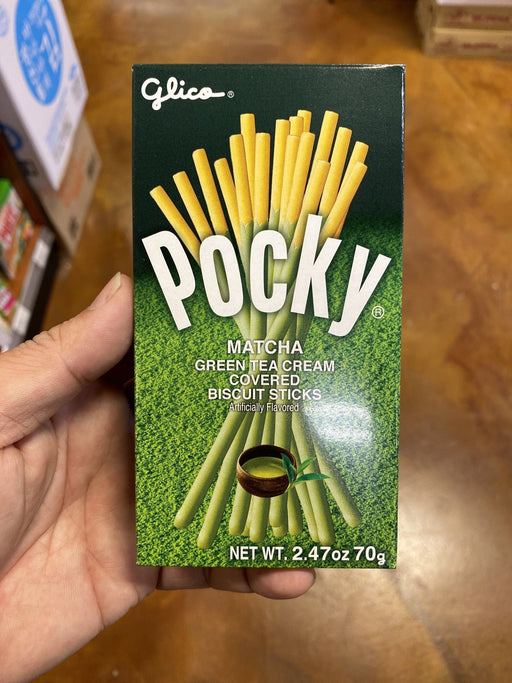 Glico®
Pocky®
MATCHA
GREEN TEA CREAM
COVERED
BISCUIT STICKS
Artificially Flavored
NET WT. 2.47oz 70g